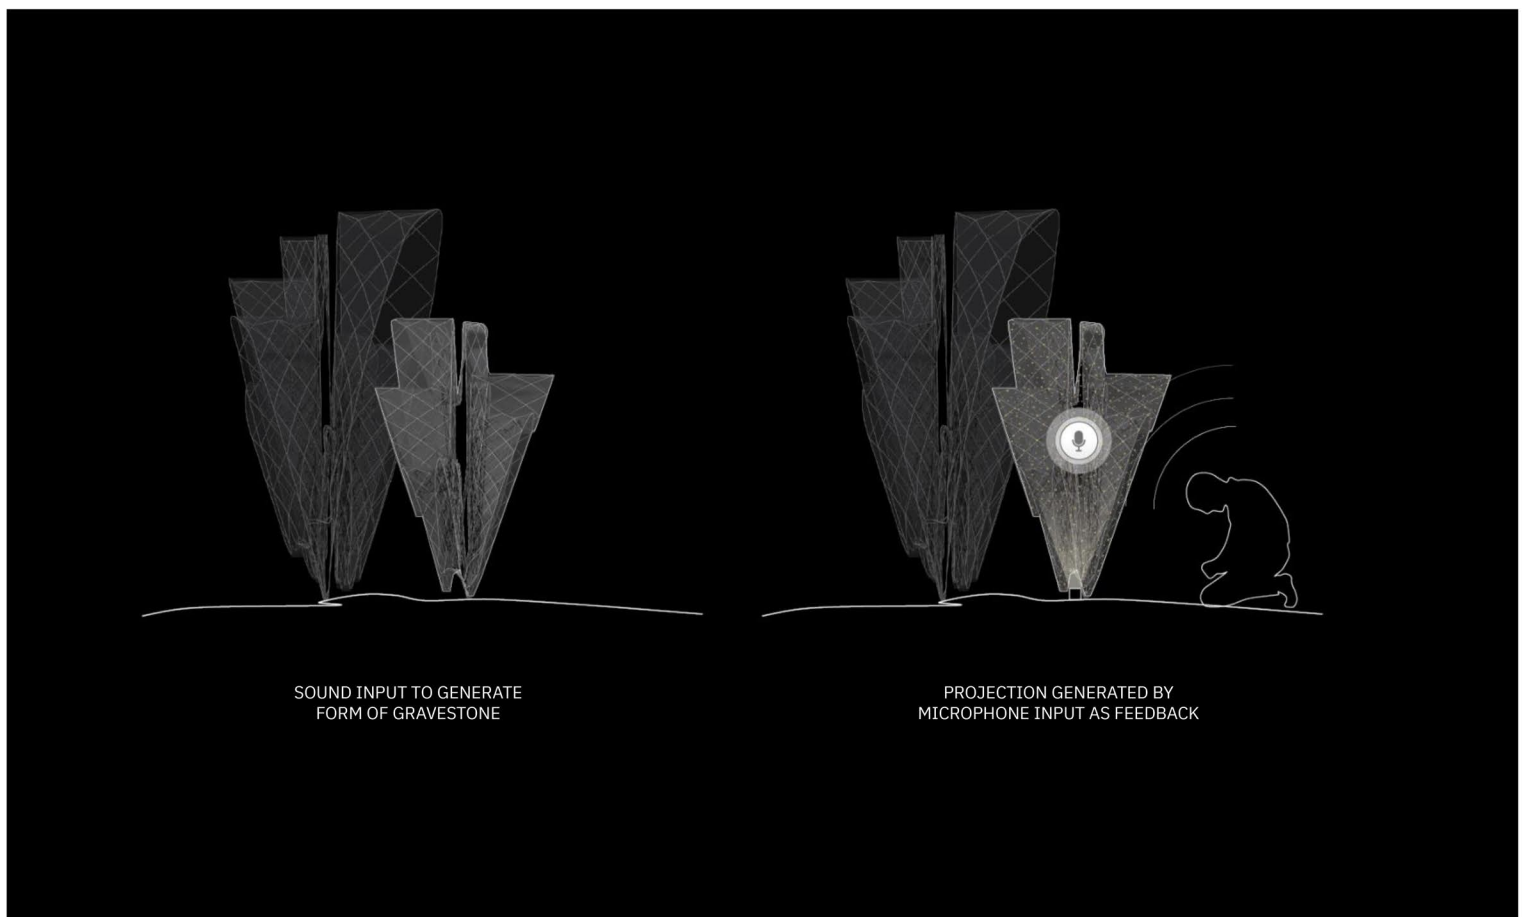 SOUND INPUT TO GENERATE
FORM OF GRAVESTONE
PROJECTION GENERATED BY
MICROPHONE INPUT AS FEEDBACK